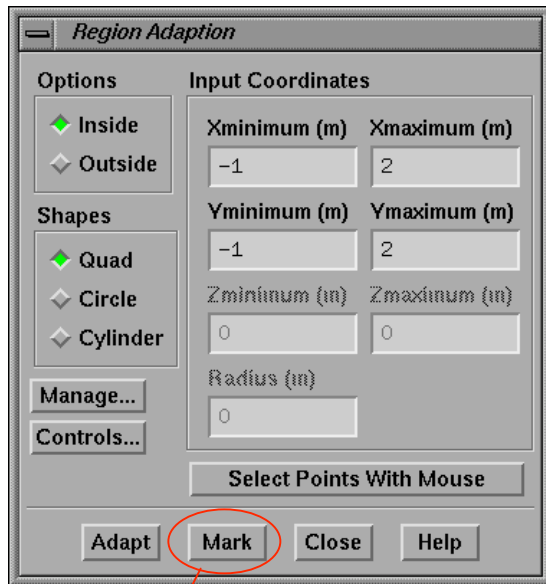 Region Adaption
Options
Inside
Outside
Shapes
Quad
Circle
Cylinder
Manage...
Controls...
Input Coordinates
Xminimum (m) Xmaximum (m)
-1 2
Yminimum (m) Ymaximum (m)
-1 2
Zminimum (m) Zmaximum (m)
0 0
Radius (m)
0
Select Points With Mouse
Adapt Mark Close Help